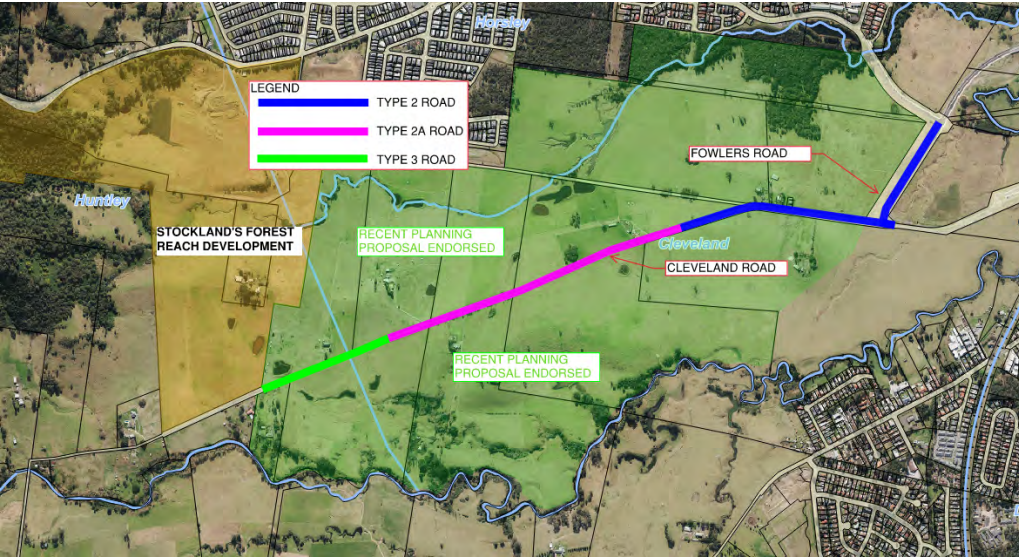 Horsley
LEGEND
TYPE 2 ROAD
TYPE 2A ROAD
TYPE 3 ROAD
FOWLERS ROAD
Huntley
STOCKLAND'S FOREST
REACH DEVELOPMENT
RECENT PLANNING
PROPOSAL ENDORSED
Cleveland
CLEVELAND ROAD
RECENT PLANNING
PROPOSAL ENDORSED